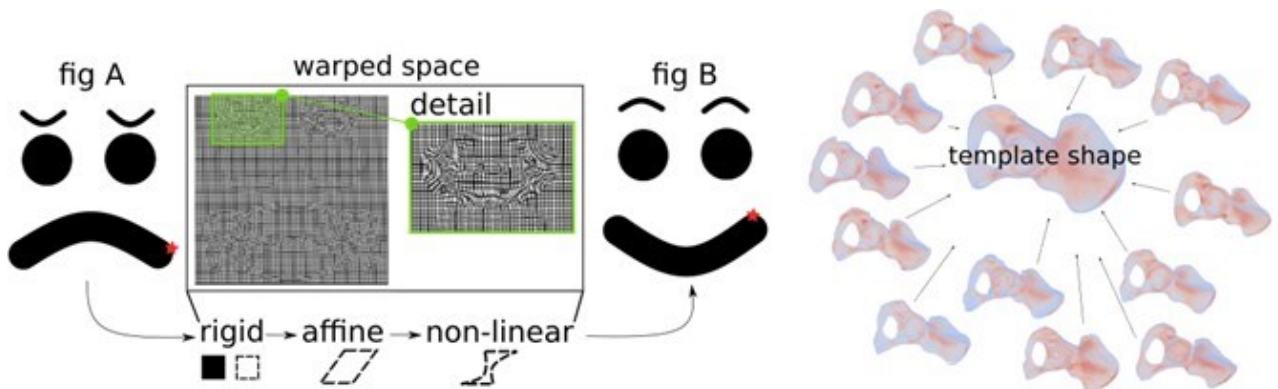 fig A
warped space
detail
fig B
template shape
rigid
affine
non-linear